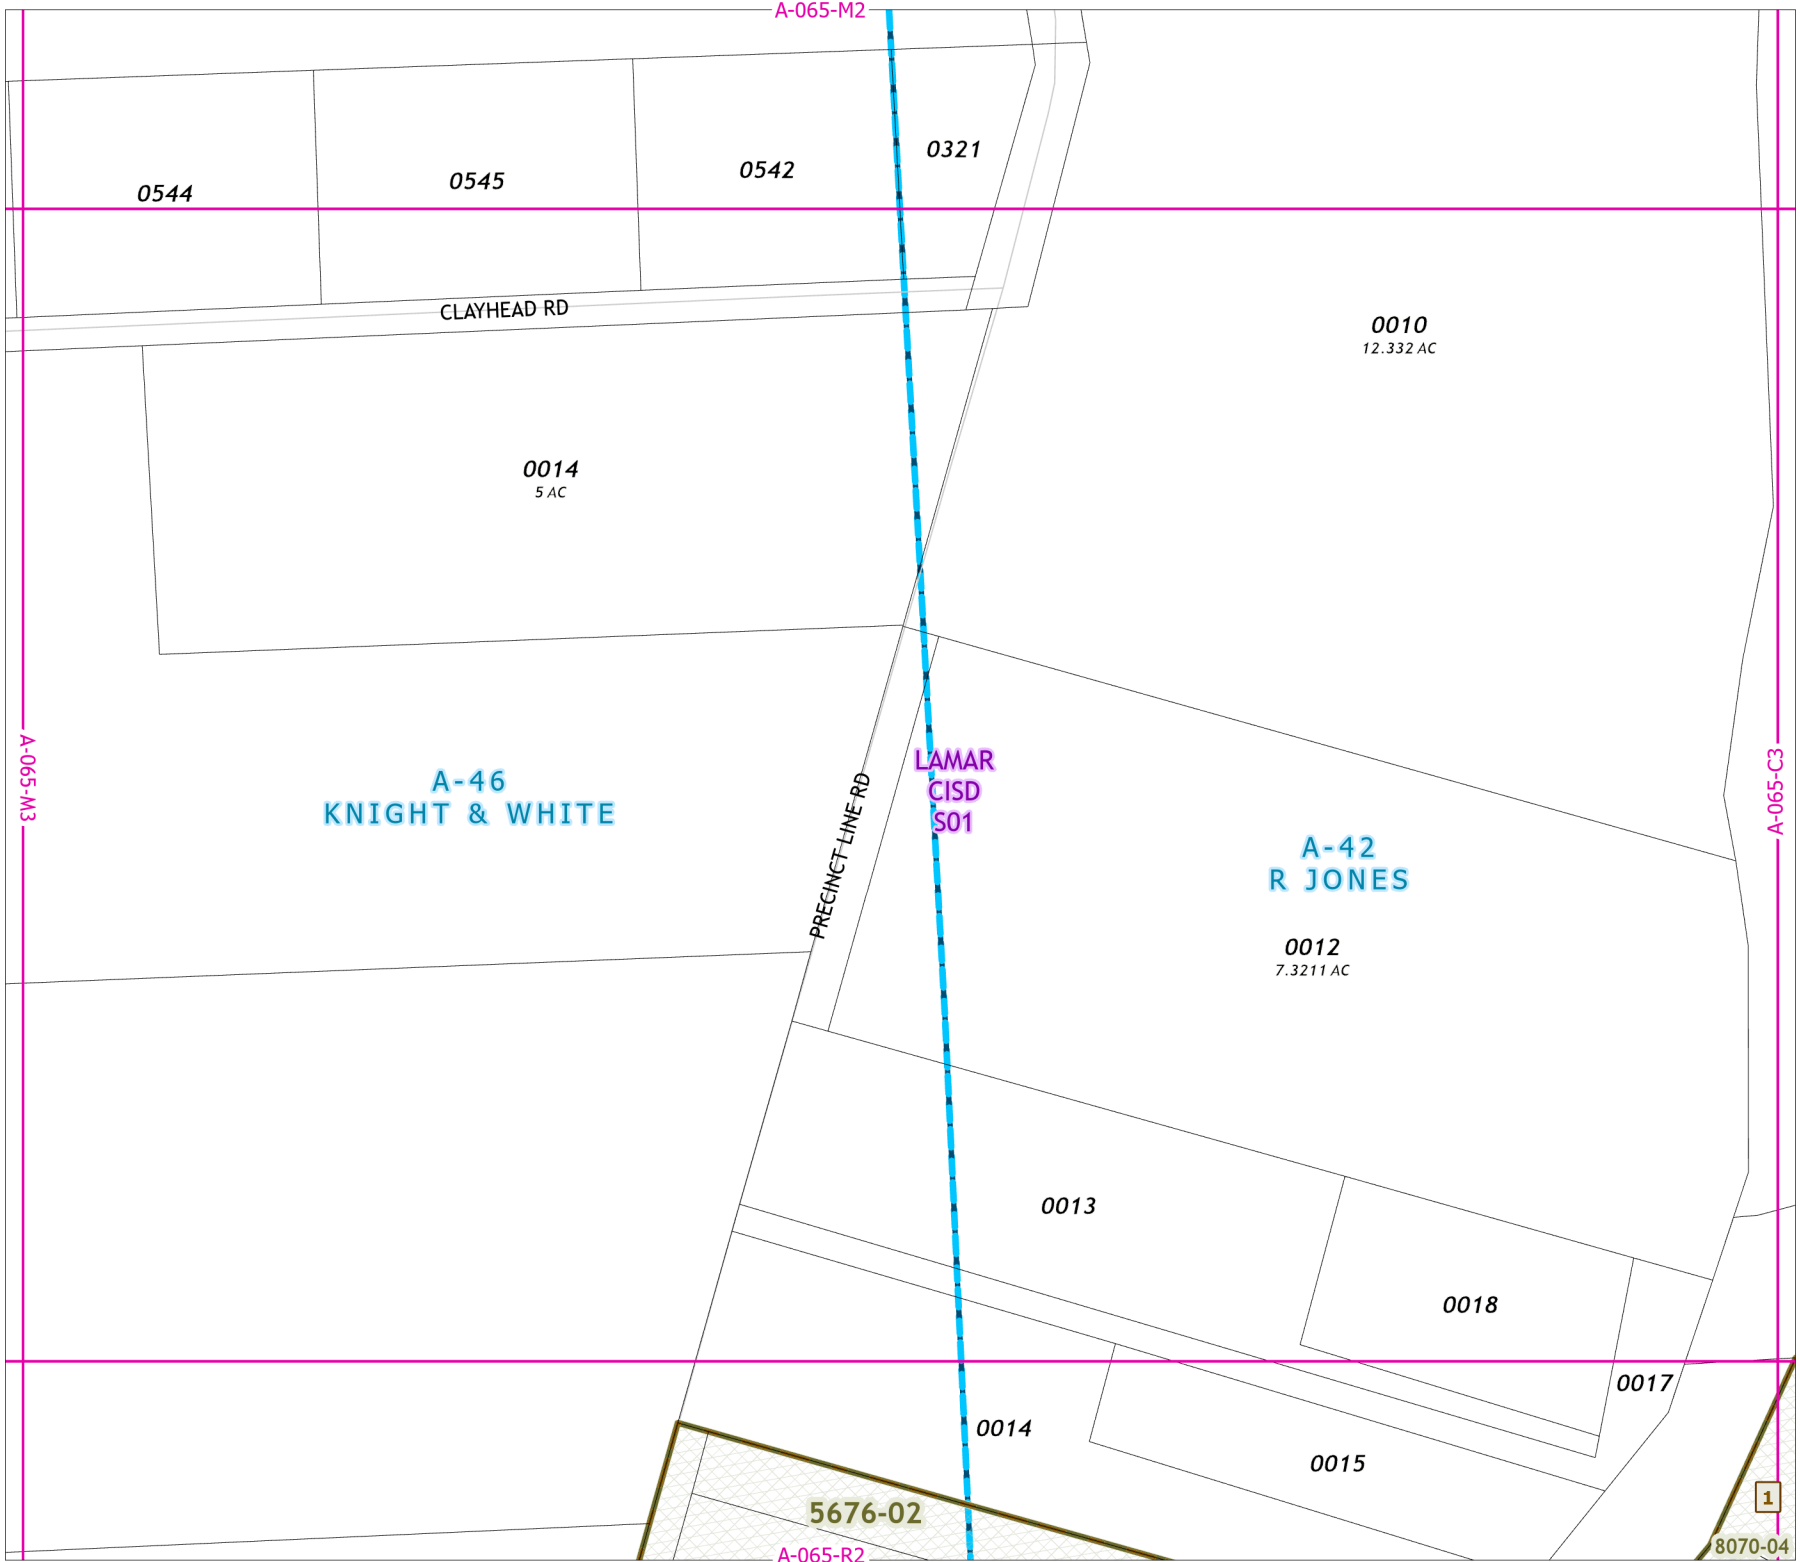 A-065-M2
0321
0542
0545
0544
CLAYHEAD RD
0010
12.332 AC
0014
5 AC
A-065-M3
A-065-C3
LAMAR
CISD
S01
A-46
KNIGHT & WHITE
PRECINCT LINE RD
A-42
R JONES
0012
7.3211 AC
0013
0018
0017
0014
0015
5676-02
1
8070-04
A-065-R2